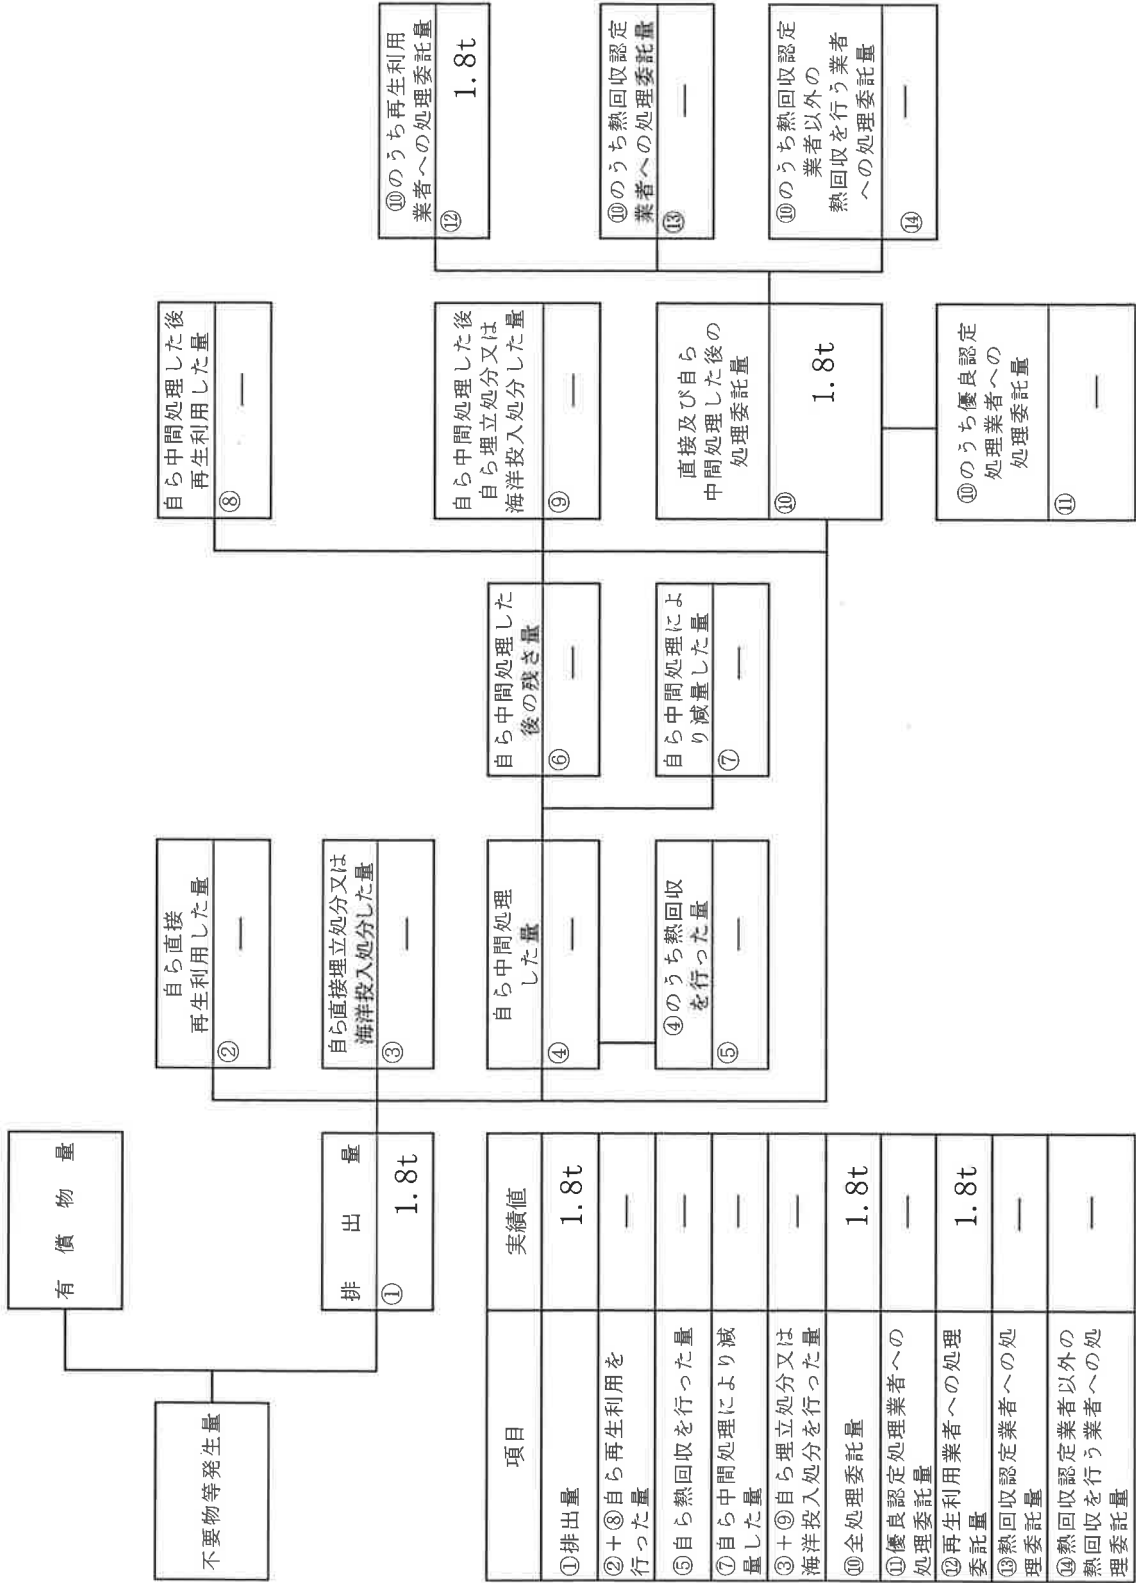 不要物等発生量
有償物量
排出量
①
1.8t
自ら直接
再生利用した量
②
—
自ら直接埋立処分又は
海洋投入処分した量
③
—
自ら中間処理
した量
④
—
④のうち熱回収
を行った量
⑤
—
自ら中間処理した
後の残さ量
⑥
—
自ら中間処理によ
り減量した量
⑦
—
自ら中間処理した後
再生利用した量
⑧
—
自ら中間処理した後
自ら埋立処分又は
海洋投入処分した量
⑨
—
直接及び自ら
中間処理した後の
処理委託量
⑩
1.8t
⑩のうち優良認定
処理業者への
処理委託量
⑪
—
⑩のうち再生利用
業者への処理委託量
⑫
1.8t
⑩のうち熱回収認定
業者への処理委託量
⑬
—
⑩のうち熱回収認定
業者以外の
熱回収を行う業者
への処理委託量
⑭
—
項目 実績値
①排出量 1.8t
②＋⑧自ら再生利用を
行った量 —
⑤自ら熱回収を行った量 —
⑦自ら中間処理により減
量した量 —
③＋⑨自ら埋立処分又は
海洋投入処分を行った量 —
⑩全処理委託量 1.8t
⑪優良認定処理業者への
処理委託量 —
⑫再生利用業者への処理
委託量 1.8t
⑬熱回収認定業者への処
理委託量 —
⑭熱回収認定業者以外の
熱回収を行う業者への処
理委託量 —